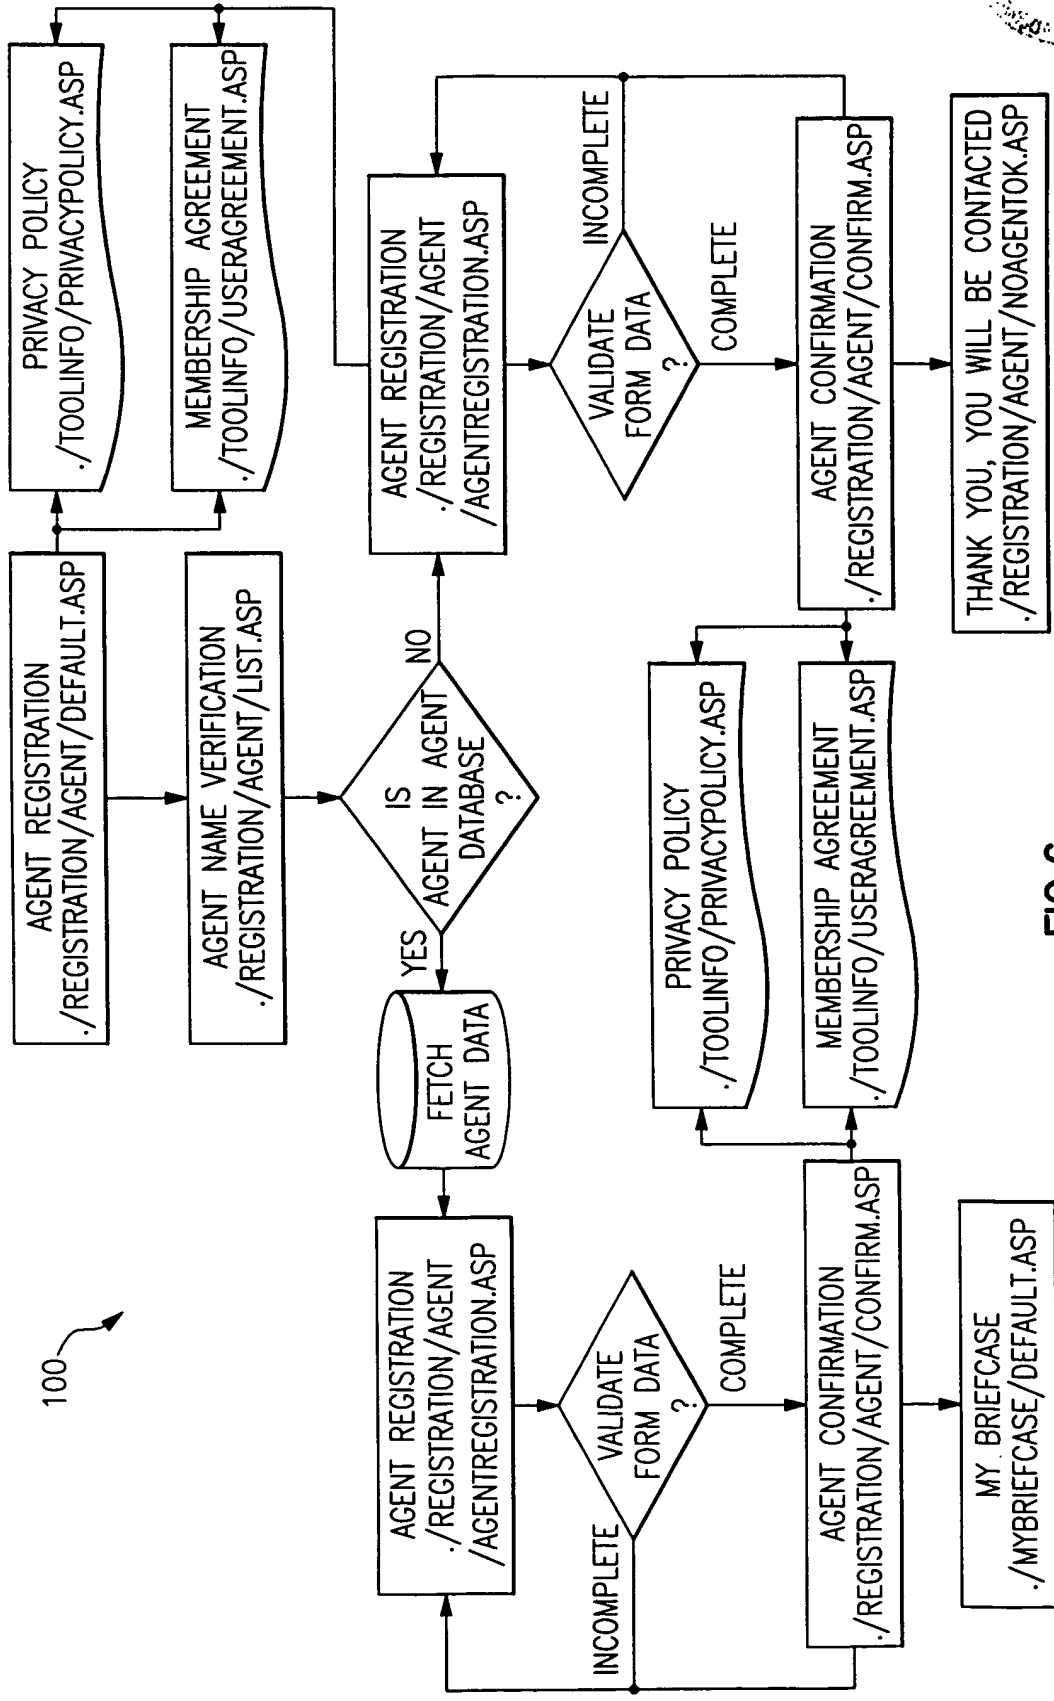 100
AGENT REGISTRATION
./REGISTRATION/AGENT/DEFAULT.ASP
PRIVACY POLICY
./TOOLINFO/PRIVACYPOLICY.ASP
AGENT NAME VERIFICATION
./REGISTRATION/AGENT/LIST.ASP
MEMBERSHIP AGREEMENT
./TOOLINFO/USERAGREEMENT.ASP
IS
AGENT IN AGENT
DATABASE
?
YES
NO
FETCH
AGENT DATA
AGENT REGISTRATION
./REGISTRATION/AGENT
/AGENTREGISTRATION.ASP
AGENT REGISTRATION
./REGISTRATION/AGENT
/AGENTREGISTRATION.ASP
VALIDATE
FORM DATA
?
INCOMPLETE
COMPLETE
VALIDATE
FORM DATA
?
INCOMPLETE
COMPLETE
PRIVACY POLICY
./TOOLINFO/PRIVACYPOLICY.ASP
AGENT CONFIRMATION
./REGISTRATION/AGENT/CONFIRM.ASP
MEMBERSHIP AGREEMENT
./TOOLINFO/USERAGREEMENT.ASP
AGENT CONFIRMATION
./REGISTRATION/AGENT/CONFIRM.ASP
MY BRIEFCASE
./MYBRIEFCASE/DEFAULT.ASP
THANK YOU, YOU WILL BE CONTACTED
./REGISTRATION/AGENT/NOAGENTOK.ASP